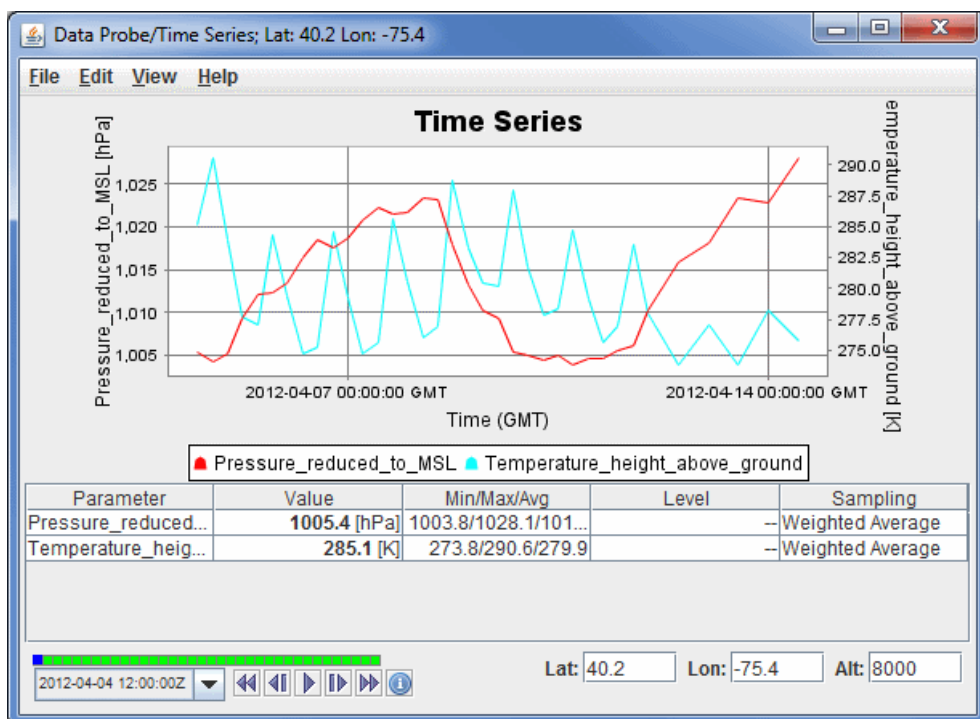 Data Probe/Time Series; Lat: 40.2 Lon: -75.4
File Edit View Help
Time Series
Pressure_reduced_to_MSL [hPa]
1,025
1,020
1,015
1,010
1,005
290.0
287.5
285.0
282.5
280.0
277.5
275.0
emperature_height_above_ground [K]
2012-04-07 00:00:00 GMT 2012-04-14 00:00:00 GMT
Time (GMT)
Pressure_reduced_to_MSL Temperature_height_above_ground
Parameter Value Min/Max/Avg Level Sampling
Pressure_reduced... 1005.4 [hPa] 1003.8/1028.1/101... -- Weighted Average
Temperature_heig... 285.1 [K] 273.8/290.6/279.9 -- Weighted Average
2012-04-04 12:00:00Z
Lat: 40.2 Lon: -75.4 Alt: 8000